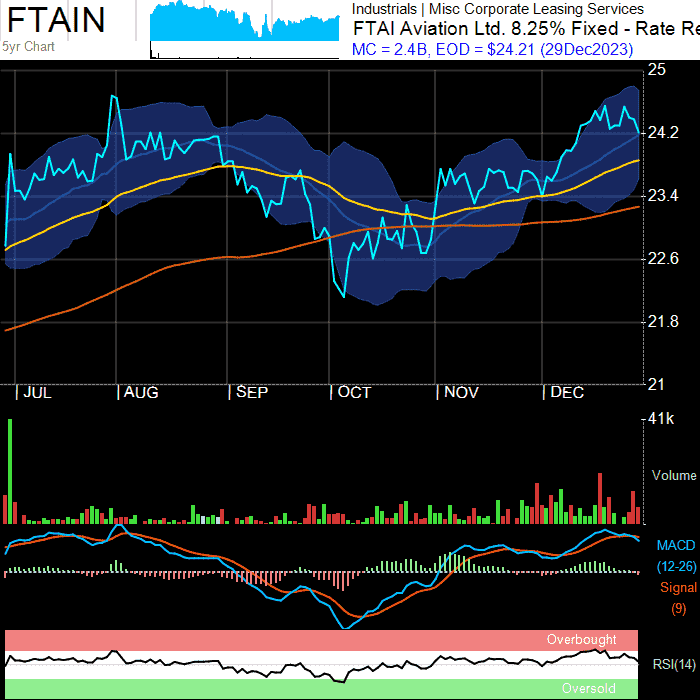 FTAIN
5yr Chart
Industrials | Misc Corporate Leasing Services
FTAI Aviation Ltd. 8.25% Fixed - Rate Re
MC = 2.4B, EOD = $24.21 (29Dec2023)
25
24.2
23.4
22.6
21.8
21
JUL AUG SEP OCT NOV DEC
41k
Volume
MACD
(12-26)
Signal
(9)
Overbought
RSI(14)
Oversold